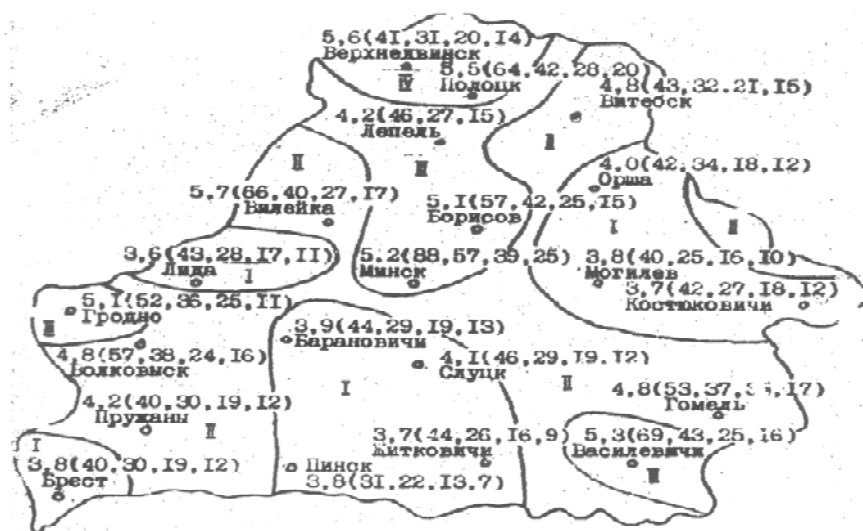 5,6(41,31,20,14)
Верхнедвинск
IV
5,5(64,42,28,20)
Полоцк
4,8(43,32.21,15)
Витебск
4,2(46,27,15)
Лепель
II
II
III
4,0(42,34,18,12)
Орша
5,7(66,40,27,17)
Вилейка
5,1(57,42,25,15)
Борисов
I
II
3,6(43,28,17,11)
Лида
I
5.2(88,57,39,25)
Минск
3,8(40,25,16,10)
Могилев
3,7(42,27,18,12)
Костюковичи
5,1(52,36,25,11)
Гродно
III
3,9(44,29,19,13)
Барановичи
4,8(57,38,24,16)
Волковыск
4,1(46,29,19,12)
Слуцк
I
II
4,8(53,37, ,17)
Гомель
4,2(40,30,19,12)
Пружаны
II
I
3,7(44,26,16,9)
Житковичи
5,3(69,43,25,16)
Василевичи
III
3,8(40,30,19,12)
Брест
Пинск
3,8(31,22,13,7)